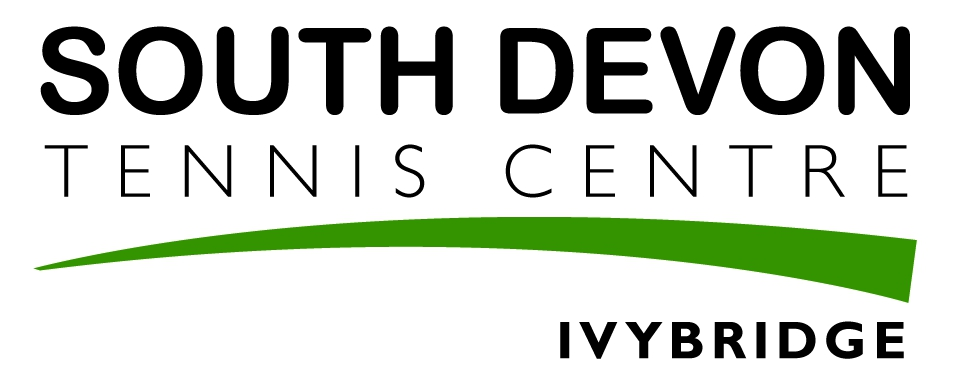 SOUTH DEVON
TENNIS CENTRE
IVYBRIDGE